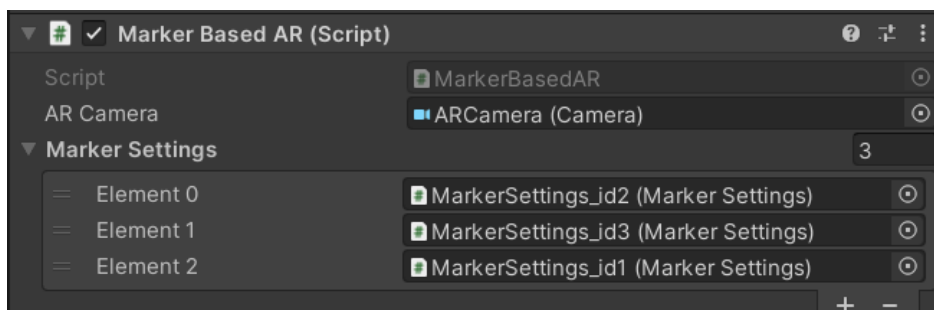 Marker Based AR (Script)
Script MarkerBasedAR
AR Camera ARCamera (Camera)
Marker Settings 3
Element 0 MarkerSettings_id2 (Marker Settings)
Element 1 MarkerSettings_id3 (Marker Settings)
Element 2 MarkerSettings_id1 (Marker Settings)